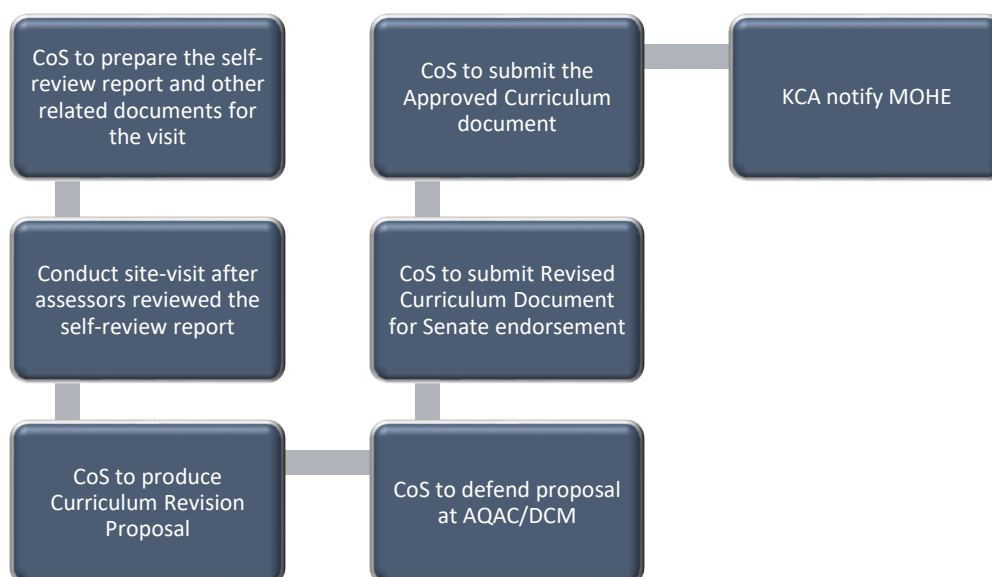 CoS to prepare the self-
review report and other
related documents for
the visit
Conduct site-visit after
assessors reviewed the
self-review report
CoS to produce
Curriculum Revision
Proposal
CoS to defend proposal
at AQAC/DCM
CoS to submit Revised
Curriculum Document
for Senate endorsement
CoS to submit the
Approved Curriculum
document
KCA notify MOHE